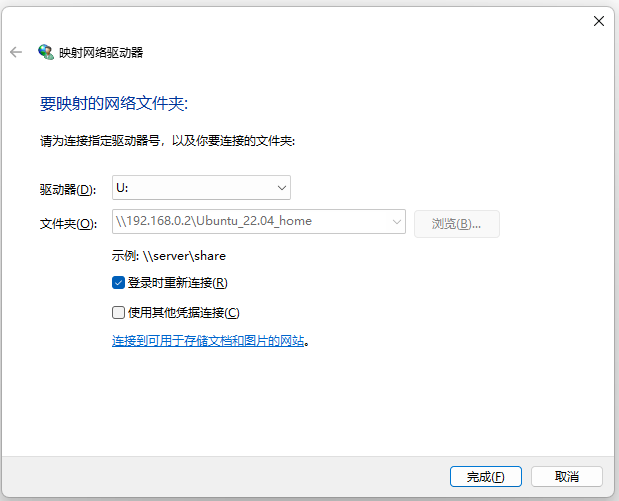 映射网络驱动器
要映射的网络文件夹:
请为连接指定驱动器号，以及你要连接的文件夹:
驱动器(D): U:
文件夹(O): \\192.168.0.2\Ubuntu_22.04_home 浏览(B)...
示例: \\server\share
登录时重新连接(R)
使用其他凭据连接(C)
连接到可用于存储文档和图片的网站。
完成(F) 取消